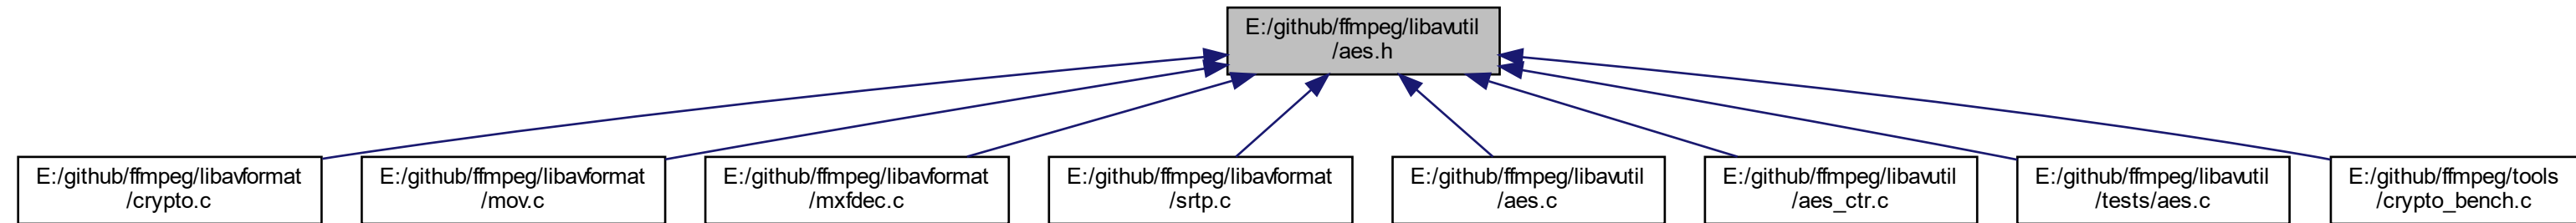 E:/github/ffmpeg/libavutil
/aes.h
E:/github/ffmpeg/libavformat
/crypto.c
E:/github/ffmpeg/libavformat
/mov.c
E:/github/ffmpeg/libavformat
/mxfdec.c
E:/github/ffmpeg/libavformat
/srtp.c
E:/github/ffmpeg/libavutil
/aes.c
E:/github/ffmpeg/libavutil
/aes_ctr.c
E:/github/ffmpeg/libavutil
/tests/aes.c
E:/github/ffmpeg/tools
/crypto_bench.c